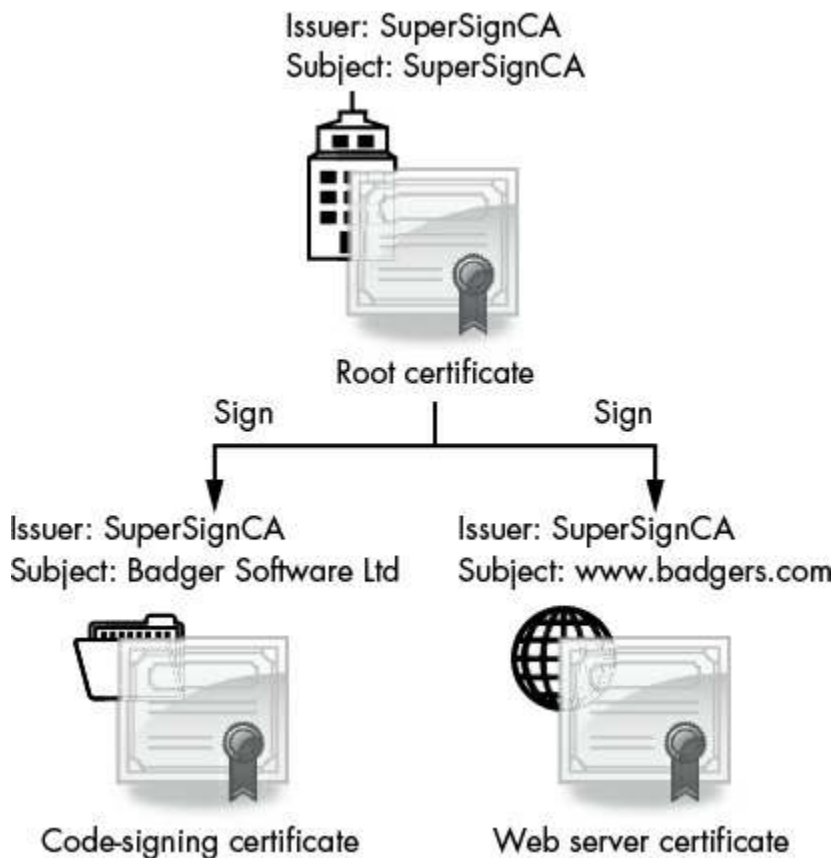 Issuer: SuperSignCA
Subject: SuperSignCA
Root certificate
Sign
Sign
Issuer: SuperSignCA
Subject: Badger Software Ltd
Issuer: SuperSignCA
Subject: www.badgers.com
Code-signing certificate
Web server certificate